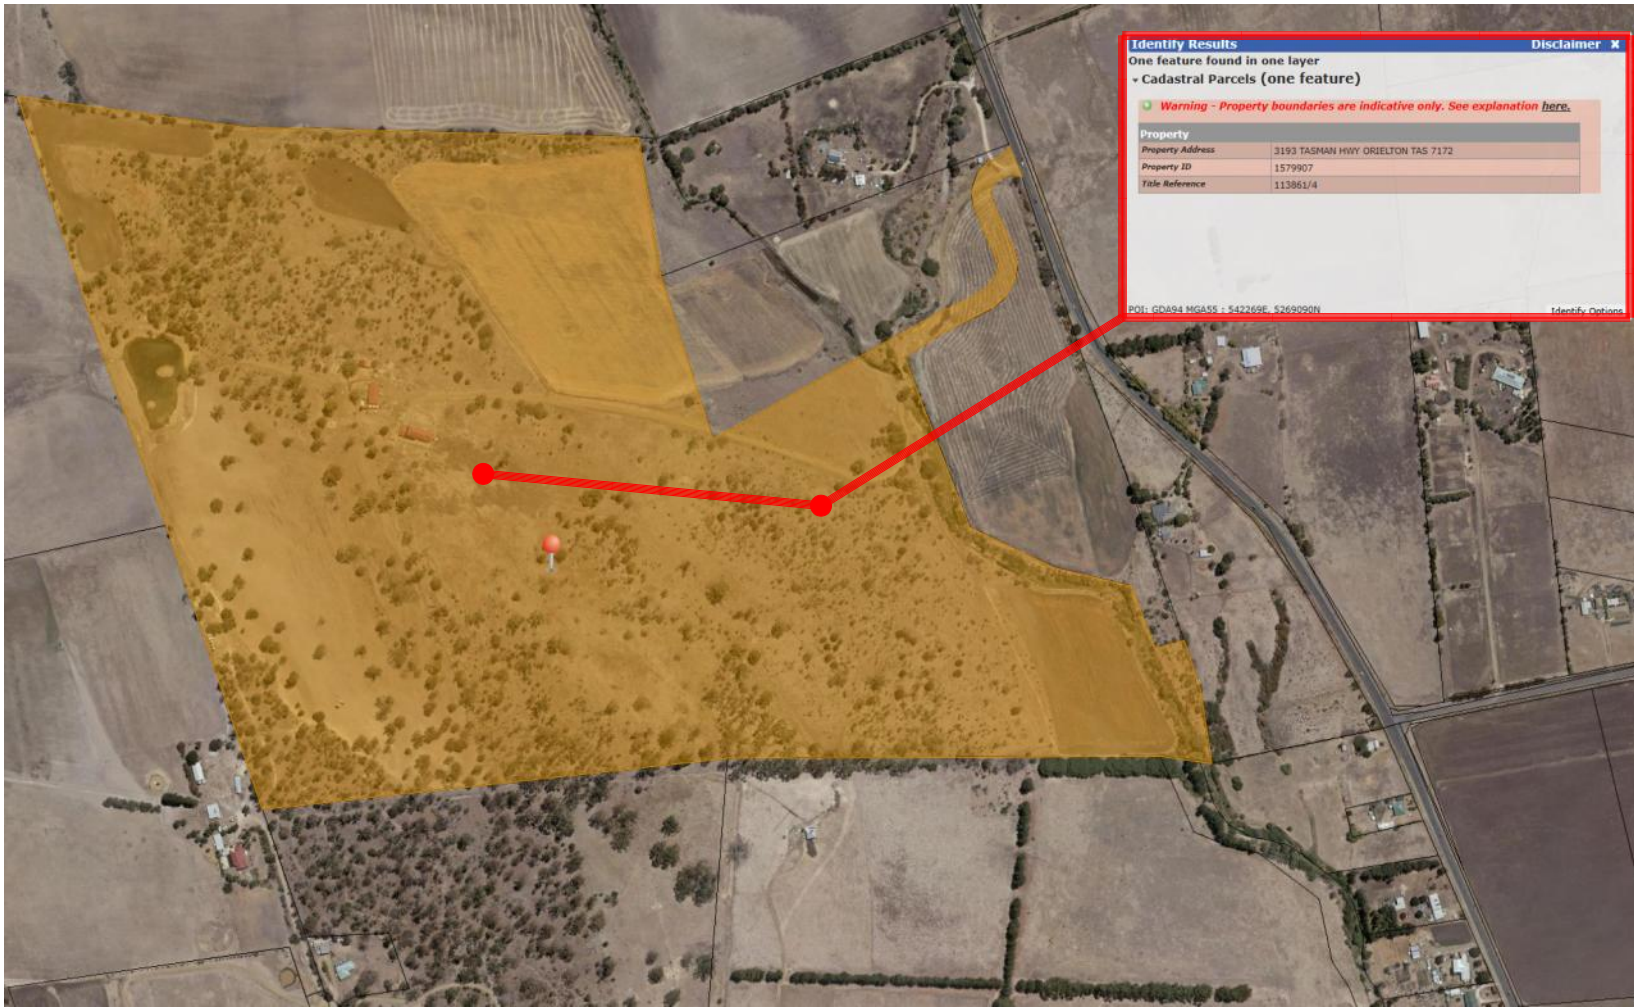 Identify Results Disclaimer ✖
One feature found in one layer
Cadastral Parcels (one feature)
Warning - Property boundaries are indicative only. See explanation here.
Property
Property Address 3193 TASMAN HWY ORIELTON TAS 7172
Property ID 1579907
Title Reference 113861/4
POI: GDA94 MGA55 : 542269E, 5269090N Identify Options